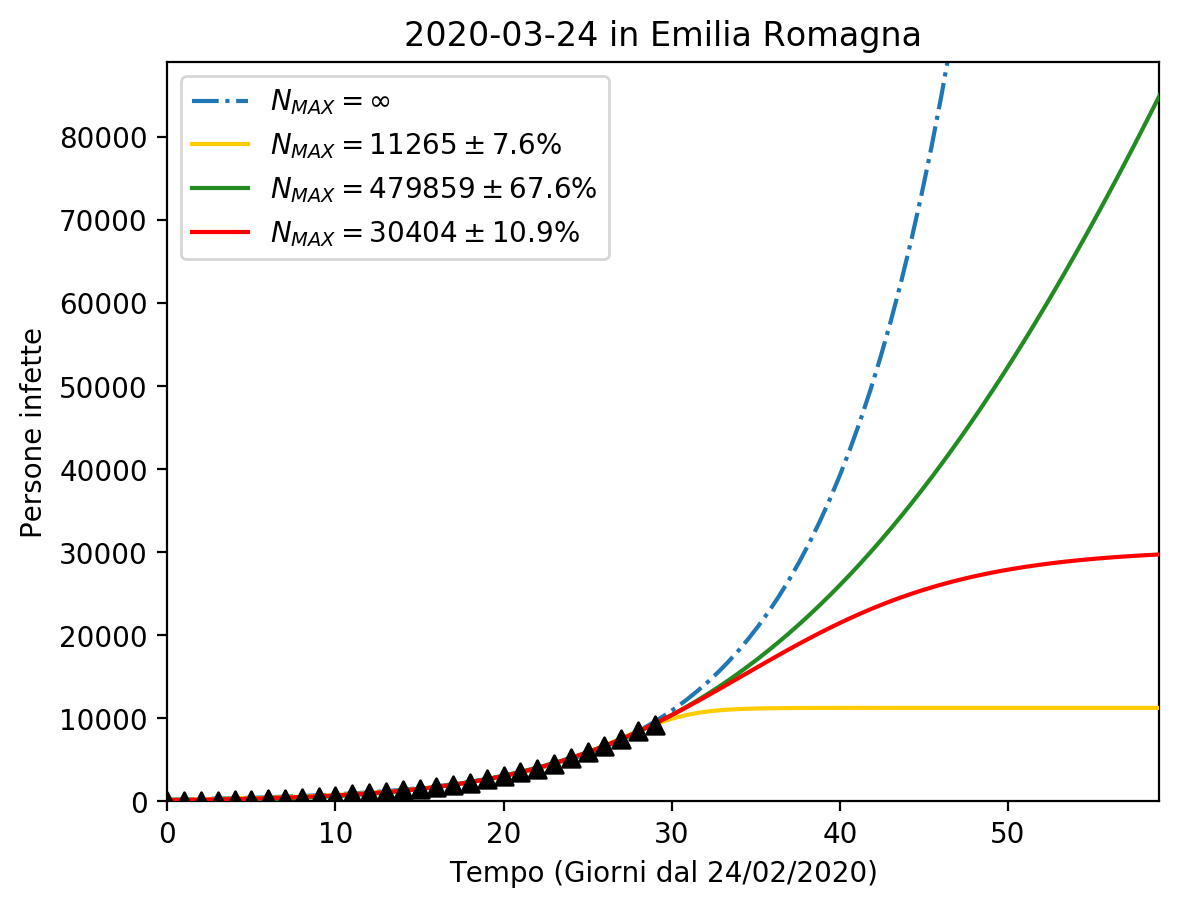 2020-03-24 in Emilia Romagna
N_MAX = ∞
N_MAX = 11265 ± 7.6%
N_MAX = 479859 ± 67.6%
N_MAX = 30404 ± 10.9%
Persone infette
80000
70000
60000
50000
40000
30000
20000
10000
0
0 10 20 30 40 50
Tempo (Giorni dal 24/02/2020)